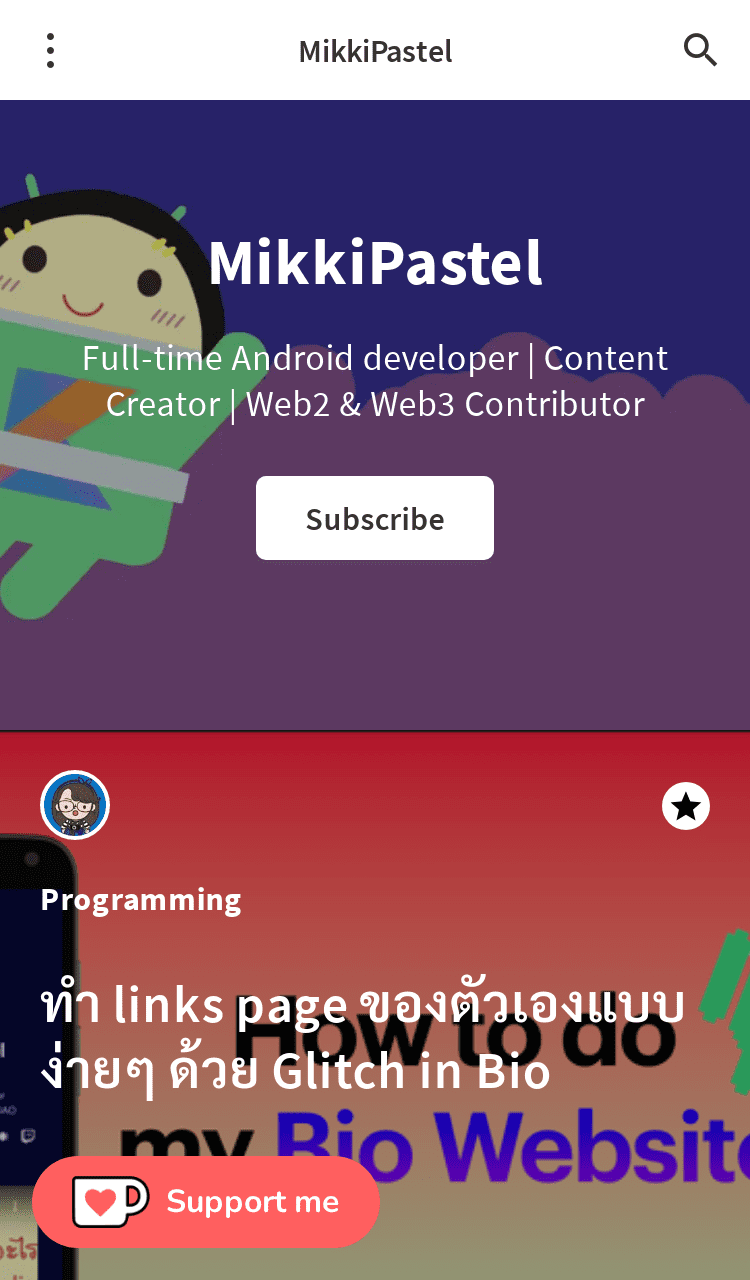 MikkiPastel
MikkiPastel
Full-time Android developer | Content
Creator | Web2 & Web3 Contributor
Subscribe
Programming
ทำ links page ของตัวเองแบบ
ง่ายๆ ด้วย Glitch in Bio
How to do
my Bio Website
Support me